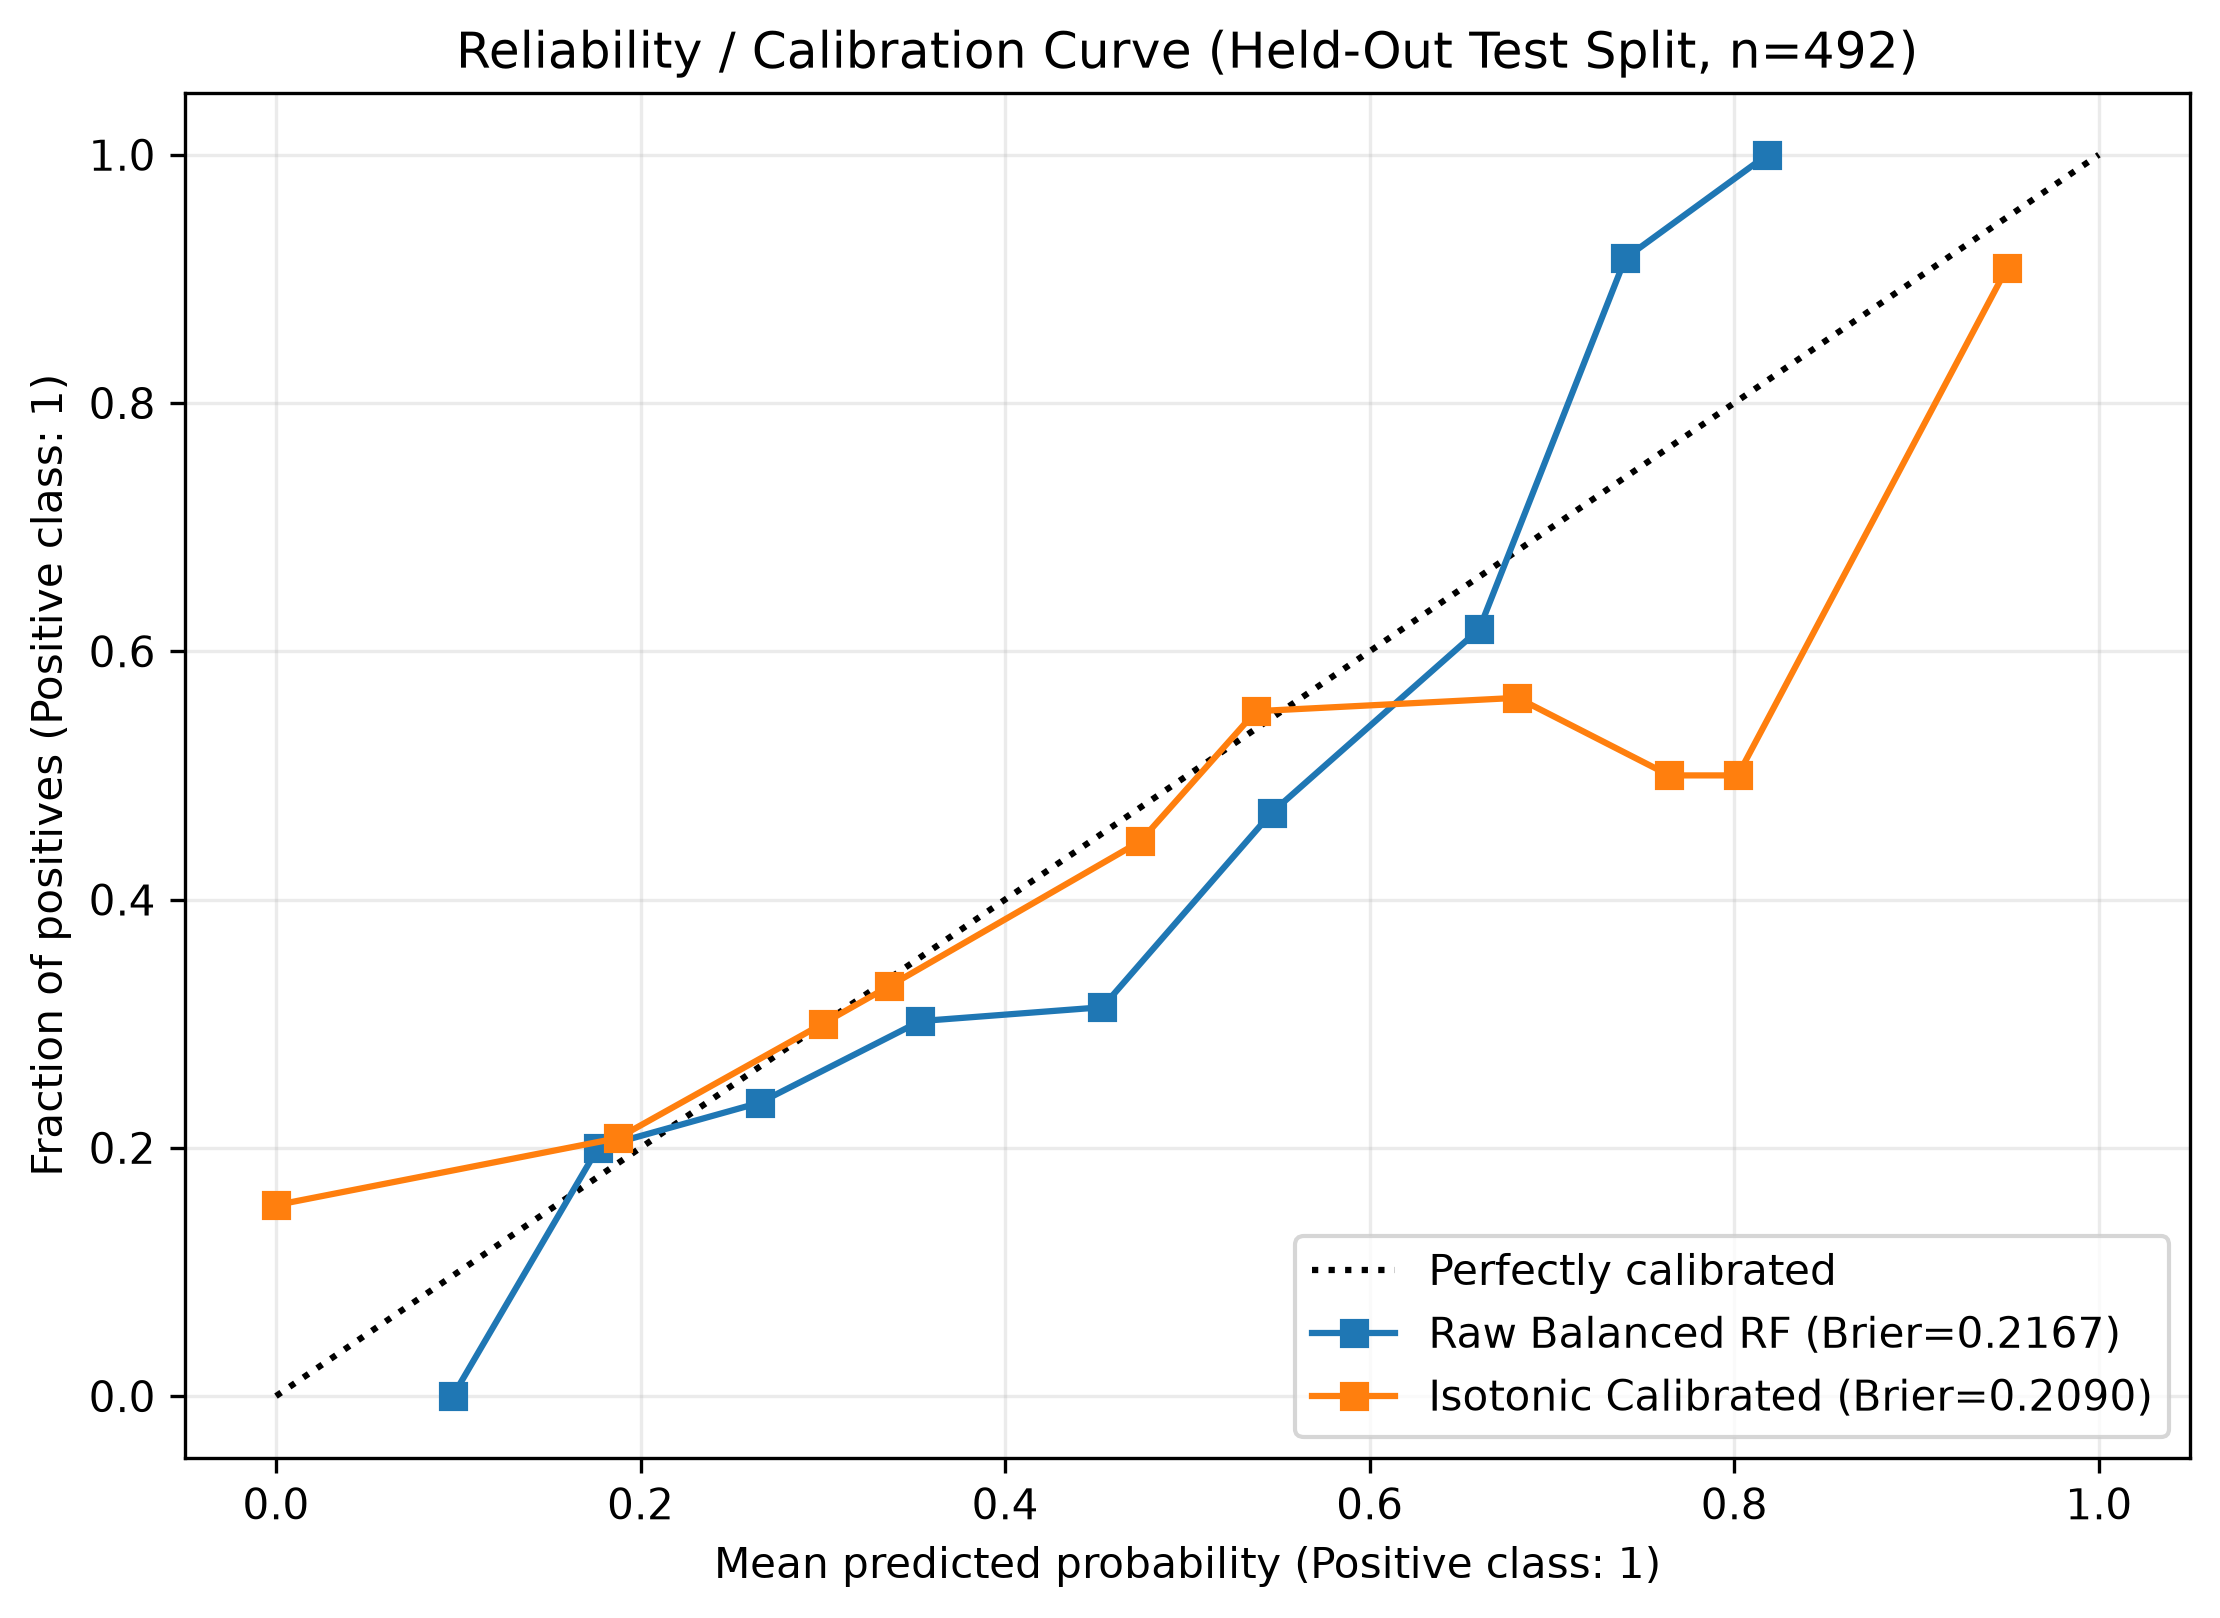 Reliability / Calibration Curve (Held-Out Test Split, n=492)
Fraction of positives (Positive class: 1)
1.0
0.8
0.6
0.4
0.2
0.0
Perfectly calibrated
Raw Balanced RF (Brier=0.2167)
Isotonic Calibrated (Brier=0.2090)
0.0 0.2 0.4 0.6 0.8 1.0
Mean predicted probability (Positive class: 1)